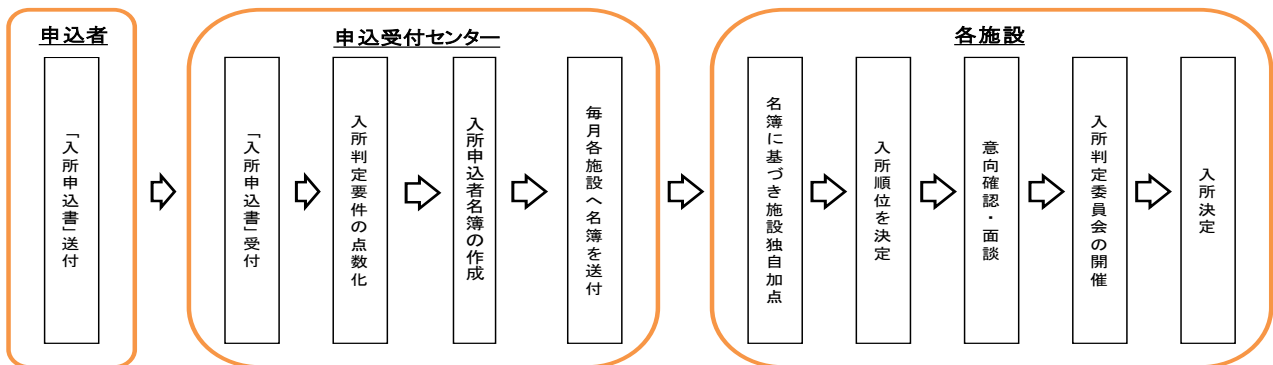 申込者
「入所申込書」送付
申込受付センター
「入所申込書」受付
入所判定要件の点数化
入所申込者名簿の作成
毎月各施設へ名簿を送付
各施設
名簿に基づき施設独自加点
入所順位を決定
意向確認・面談
入所判定委員会の開催
入所決定